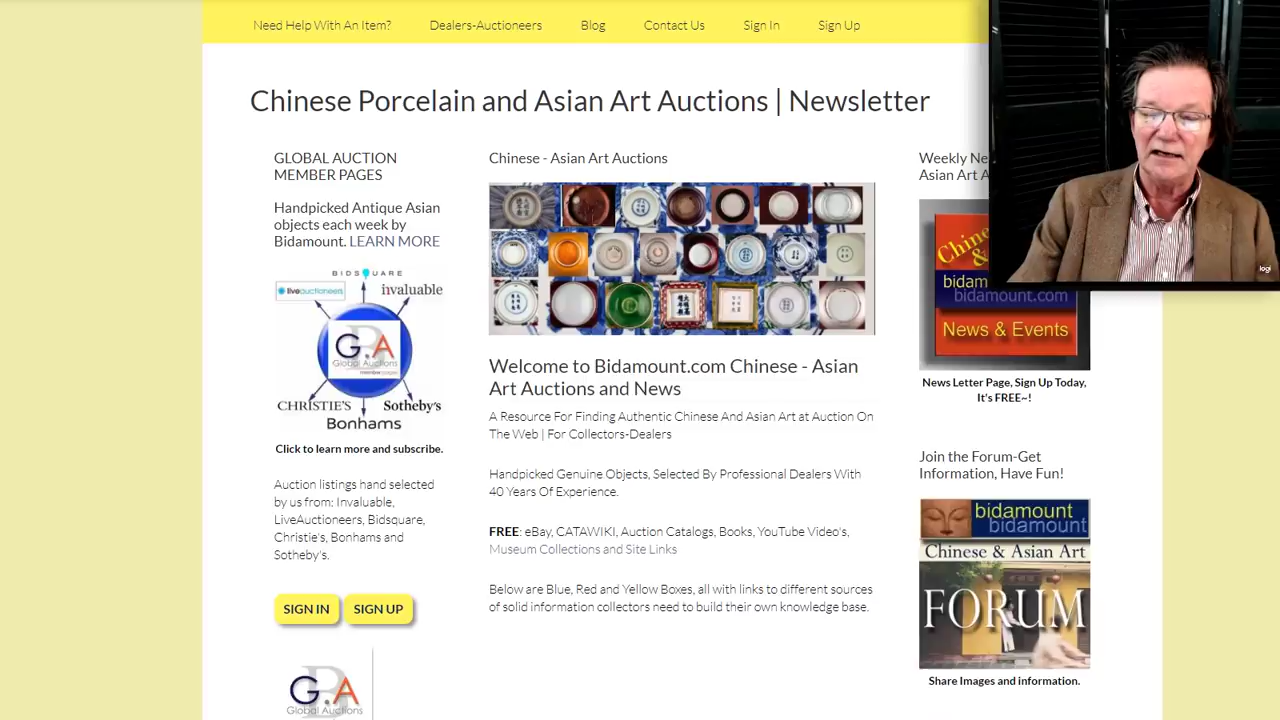 Need Help With An Item?
Dealers-Auctioneers
Blog
Contact Us
Sign In
Sign Up
Chinese Porcelain and Asian Art Auctions | Newsletter
GLOBAL AUCTION
MEMBER PAGES
Handpicked Antique Asian
objects each week by
Bidamount. LEARN MORE
BIDSQUARE
liveauctioneers
invaluable
G.A
Global Auctions
CHRISTIE'S
Sotheby's
Bonhams
Click to learn more and subscribe.
Auction listings hand selected
by us from: Invaluable,
LiveAuctioneers, Bidsquare,
Christie's, Bonhams and
Sotheby's.
SIGN IN
SIGN UP
G.A
Global Auctions
Chinese - Asian Art Auctions
Welcome to Bidamount.com Chinese - Asian
Art Auctions and News
A Resource For Finding Authentic Chinese And Asian Art at Auction On
The Web | For Collectors-Dealers
Handpicked Genuine Objects, Selected By Professional Dealers With
40 Years Of Experience.
FREE: eBay, CATAWIKI, Auction Catalogs, Books, YouTube Video's,
Museum Collections and Site Links
Below are Blue, Red and Yellow Boxes, all with links to different sources
of solid information collectors need to build their own knowledge base.
Weekly
Asian Art
&
bidamount.com
News & Events
News Letter Page, Sign Up Today,
It's FREE~!
Join the Forum-Get
Information, Have Fun!
bidamount
bidamount
Chinese & Asian Art
FORUM
Share Images and information.
logi